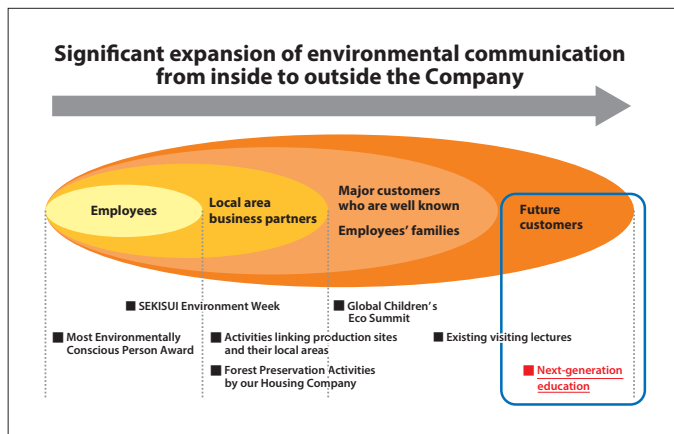 Significant expansion of environmental communication
from inside to outside the Company
Employees
Local area
business partners
Major customers
who are well known
Employees’ families
Future
customers
■ SEKISUI Environment Week
■ Global Children’s
Eco Summit
■ Most Environmentally
Conscious Person Award
■ Activities linking production sites
and their local areas
■ Existing visiting lectures
■ Forest Preservation Activities
by our Housing Company
■ Next-generation
education